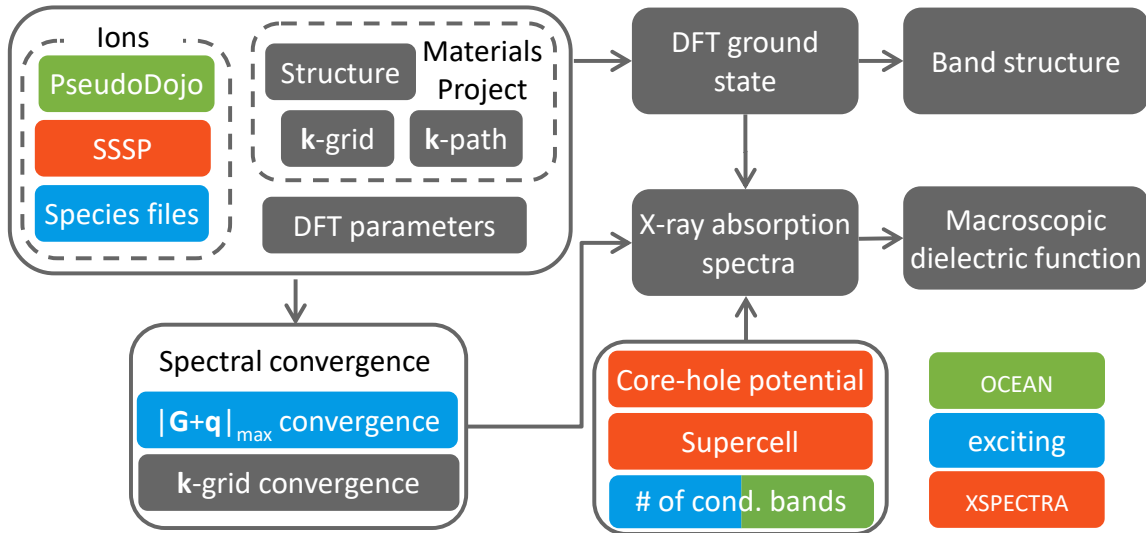 Ions
PseudoDojo
SSSP
Species files
Structure
Materials
Project
k-grid
k-path
DFT parameters
DFT ground
state
Band structure
X-ray absorption
spectra
Macroscopic
dielectric function
Spectral convergence
|G+q|max convergence
k-grid convergence
Core-hole potential
Supercell
# of cond. bands
OCEAN
exciting
XSPECTRA